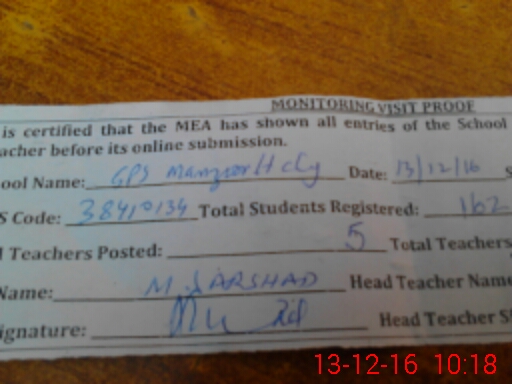 MONITORING VISIT PROOF
is certified that the MEA has shown all entries of the School
acher before its online submission.
ool Name: GPS Date: 13/12/16 S
S Code: 38410134 Total Students Registered: 162
l Teachers Posted: 5 Total Teachers
Name: M. ARSHAD Head Teacher Name
ignature: Head Teacher S
13-12-16 10:18